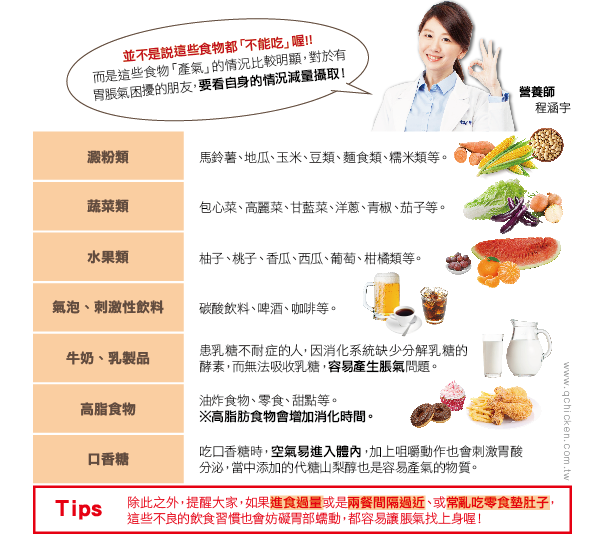 並不是說這些食物都「不能吃」喔!!
而是這些食物「產氣」的情況比較明顯，對於有
胃脹氣困擾的朋友，要看自身的情況減量攝取！
營養師
程涵宇
澱粉類
馬鈴薯、地瓜、玉米、豆類、麵食類、糯米類等。
蔬菜類
包心菜、高麗菜、甘藍菜、洋蔥、青椒、茄子等。
水果類
柚子、桃子、香瓜、西瓜、葡萄、柑橘類等。
氣泡、刺激性飲料
碳酸飲料、啤酒、咖啡等。
牛奶、乳製品
患乳糖不耐症的人，因消化系統缺少分解乳糖的
酵素，而無法吸收乳糖，容易產生脹氣問題。
高脂食物
油炸食物、零食、甜點等。
※高脂肪食物會增加消化時間。
口香糖
吃口香糖時，空氣易進入體內，加上咀嚼動作也會刺激胃酸
分泌，當中添加的代糖山梨醇也是容易產氣的物質。
Tips
除此之外，提醒大家，如果進食過量或是兩餐間隔過近、或常亂吃零食墊肚子，
這些不良的飲食習慣也會妨礙胃部蠕動，都容易讓脹氣找上身喔！
www.qchicken.com.tw